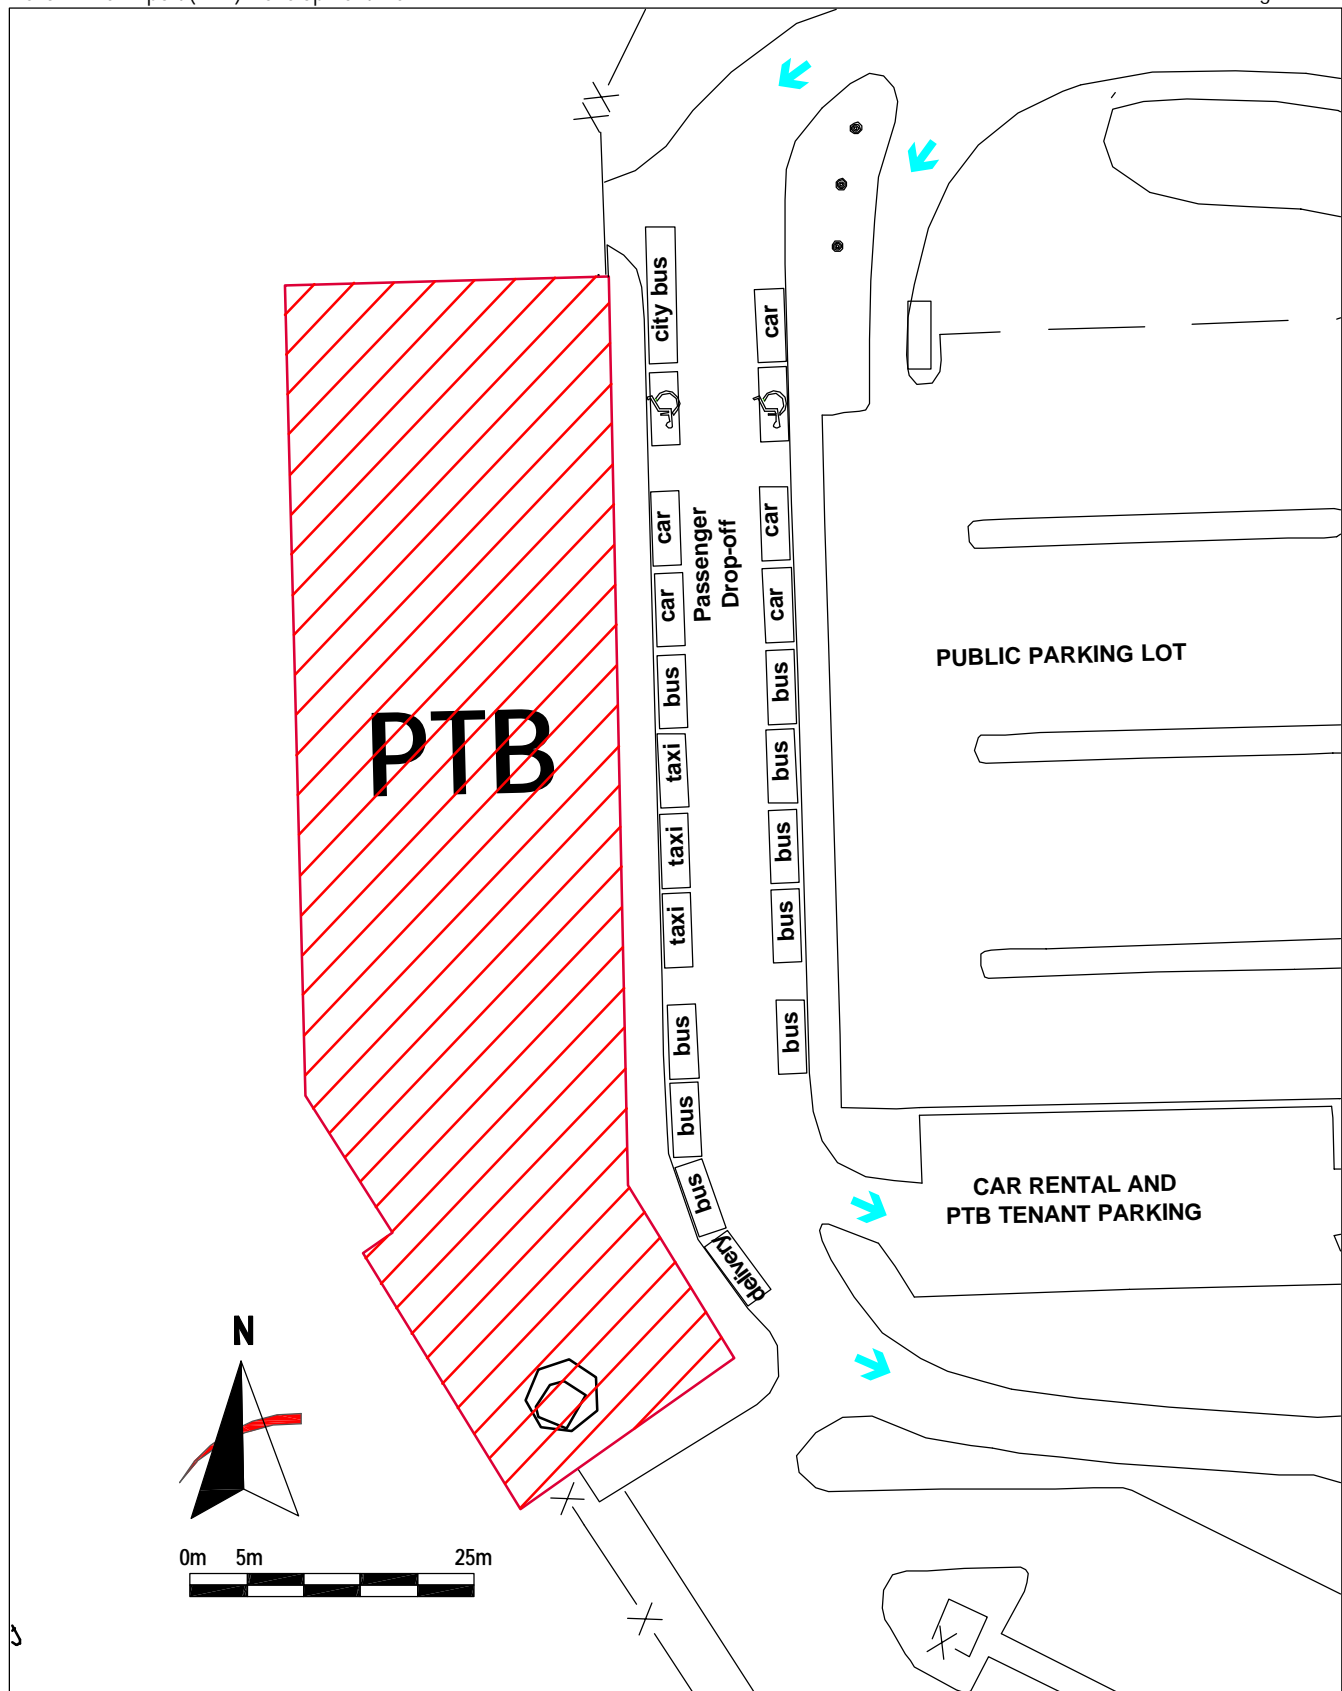 city bus
car
car
car
Passenger
Drop-off
car
car
PUBLIC PARKING LOT
bus
bus
PTB
taxi
bus
taxi
bus
taxi
bus
bus
bus
bus
bus
CAR RENTAL AND
PTB TENANT PARKING
delivery
N
0m 5m 25m